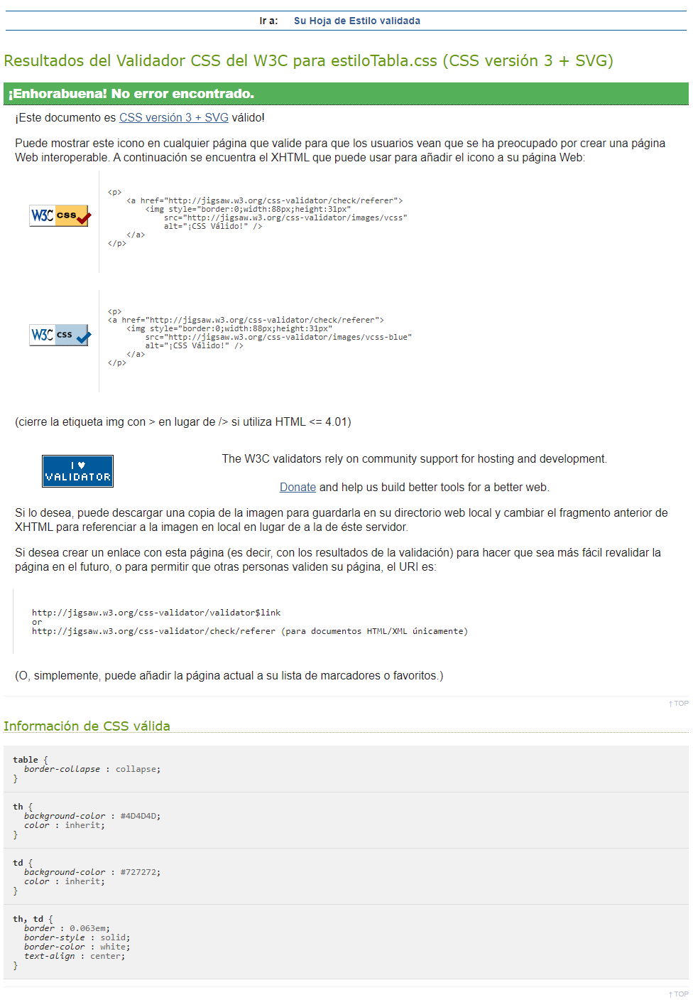 Ir a: Su Hoja de Estilo validada
Resultados del Validador CSS del W3C para estiloTabla.css (CSS versión 3 + SVG)
¡Enhorabuena! No error encontrado.
¡Este documento es CSS versión 3 + SVG válido!
Puede mostrar este icono en cualquier página que valide para que los usuarios vean que se ha preocupado por crear una página
Web interoperable. A continuación se encuentra el XHTML que puede usar para añadir el icono a su página Web:
W3C css
<p>
<a href="http://jigsaw.w3.org/css-validator/check/referer">
<img style="border:0;width:88px;height:31px"
src="http://jigsaw.w3.org/css-validator/images/vcss"
alt="¡CSS Válido!" />
</a>
</p>
W3C css
<p>
<a href="http://jigsaw.w3.org/css-validator/check/referer">
<img style="border:0;width:88px;height:31px"
src="http://jigsaw.w3.org/css-validator/images/vcss-blue"
alt="¡CSS Válido!" />
</a>
</p>
(cierre la etiqueta img con > en lugar de /> si utiliza HTML <= 4.01)
I ♥
VALIDATOR
The W3C validators rely on community support for hosting and development.
Donate and help us build better tools for a better web.
Si lo desea, puede descargar una copia de la imagen para guardarla en su directorio web local y cambiar el fragmento anterior de
XHTML para referenciar a la imagen en local en lugar de a la de éste servidor.
Si desea crear un enlace con esta página (es decir, con los resultados de la validación) para hacer que sea más fácil revalidar la
página en el futuro, o para permitir que otras personas validen su página, el URI es:
http://jigsaw.w3.org/css-validator/validator$link
or
http://jigsaw.w3.org/css-validator/check/referer (para documentos HTML/XML únicamente)
(O, simplemente, puede añadir la página actual a su lista de marcadores o favoritos.)
↑ TOP
Información de CSS válida
table {
border-collapse : collapse;
}
th {
background-color : #4D4D4D;
color : inherit;
}
td {
background-color : #727272;
color : inherit;
}
th, td {
border : 0.063em;
border-style : solid;
border-color : white;
text-align : center;
}
↑ TOP